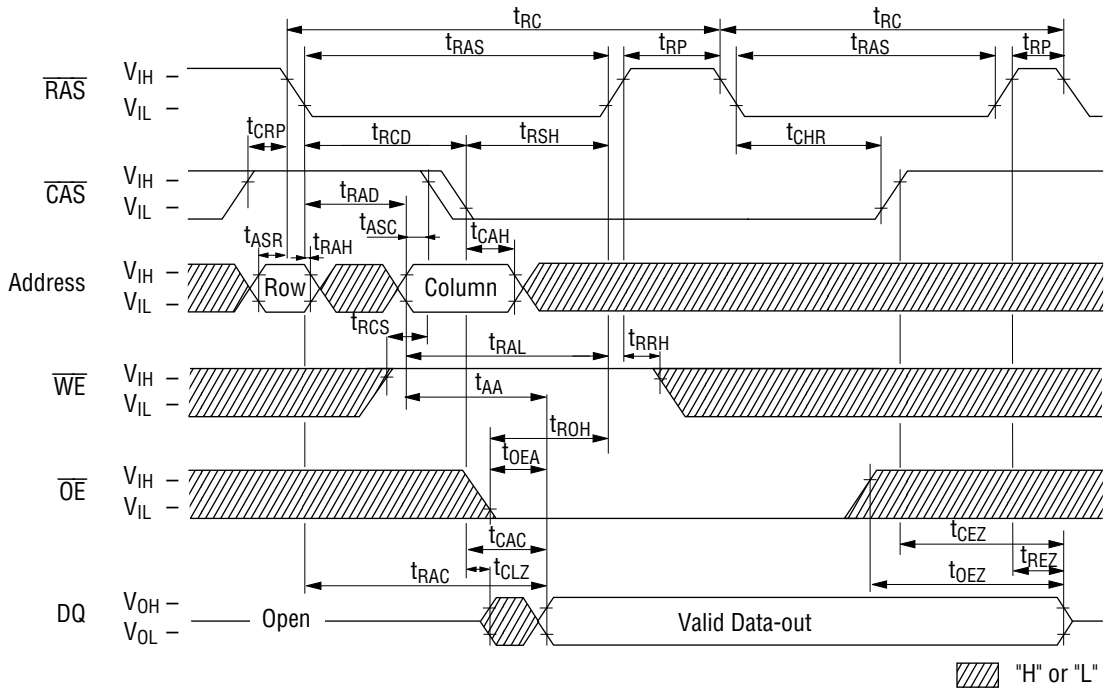 tRC tRC
tRAS tRP tRAS tRP
RAS VIH –
VIL –
tCRP tRCD tRSH tCHR
CAS VIH –
VIL –
tRAD
tASC
tASR tRAH tCAH
Address VIH –
VIL –
Row Column
tRCS tRAL tRRH
WE VIH –
VIL –
tAA
tROH
tOEA
OE VIH –
VIL –
tCAC tCEZ
tRAC tCLZ tOEZ tREZ
DQ VOH –
VOL –
Open Valid Data-out
"H" or "L"